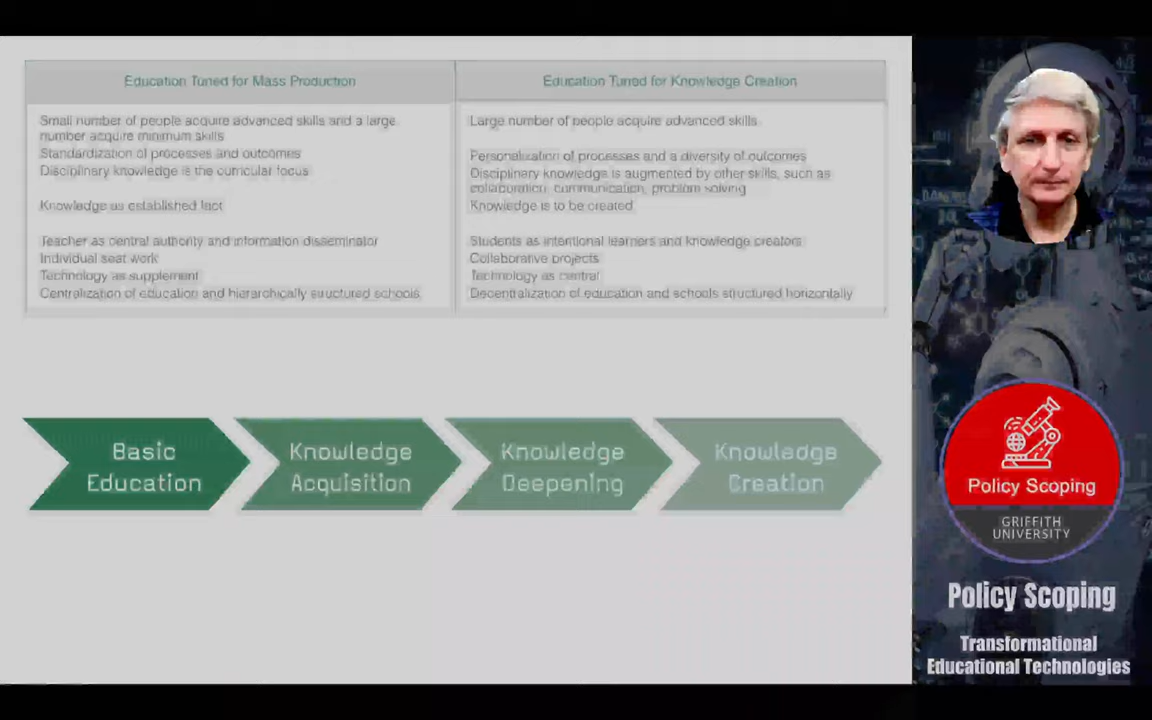 Education Tuned for Mass Production
Education Tuned for Knowledge Creation
Small number of people acquire advanced skills and a large
number acquire minimum skills
Standardization of processes and outcomes
Disciplinary knowledge is the curricular focus
Knowledge as established fact
Teacher as central authority and information disseminator
Individual seat work
Technology as supplement
Centralization of education and hierarchically structured schools
Large number of people acquire advanced skills
Personalization of processes and a diversity of outcomes
Disciplinary knowledge is augmented by other skills, such as
collaboration, communication, problem solving
Knowledge is to be created
Students as intentional learners and knowledge creators
Collaborative projects
Technology as central
Decentralization of education and schools structured horizontally
Basic
Education
Knowledge
Acquisition
Knowledge
Deepening
Knowledge
Creation
Policy Scoping
GRIFFITH
UNIVERSITY
Policy Scoping
Transformational
Educational Technologies